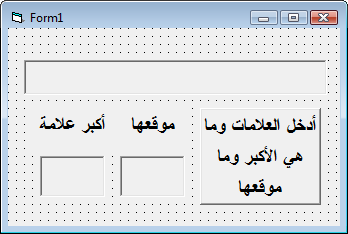 Form1
أكبر علامة
موقعها
أدخل العلامات وما
هي الأكبر وما
موقعها